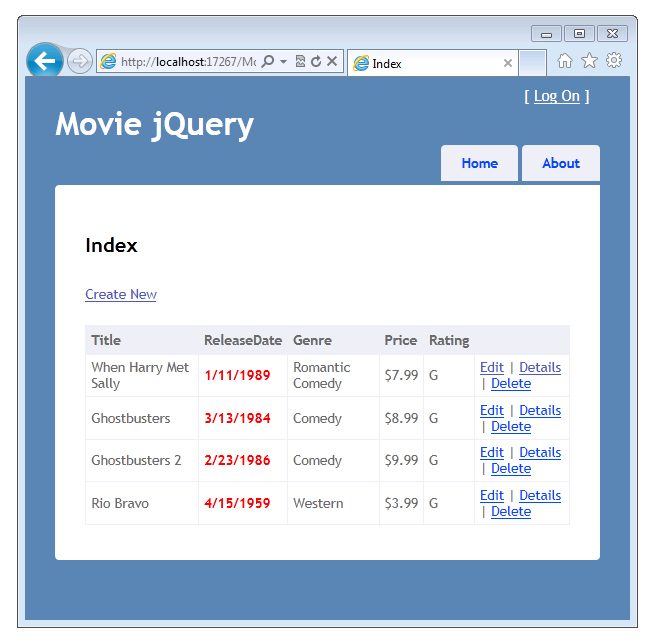 http://localhost:17267/Mc
Index
[ Log On ]
Movie jQuery
Home About
Index
Create New
Title ReleaseDate Genre Price Rating
When Harry Met Sally 1/11/1989 Romantic Comedy $7.99 G Edit | Details | Delete
Ghostbusters 3/13/1984 Comedy $8.99 G Edit | Details | Delete
Ghostbusters 2 2/23/1986 Comedy $9.99 G Edit | Details | Delete
Rio Bravo 4/15/1959 Western $3.99 G Edit | Details | Delete